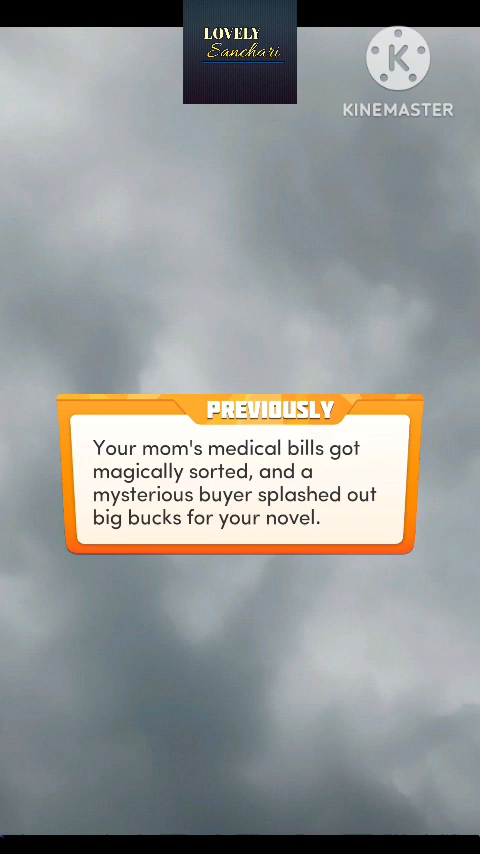 LOVELY
Sanchari
KINEMASTER
PREVIOUSLY
Your mom's medical bills got
magically sorted, and a
mysterious buyer splashed out
big bucks for your novel.